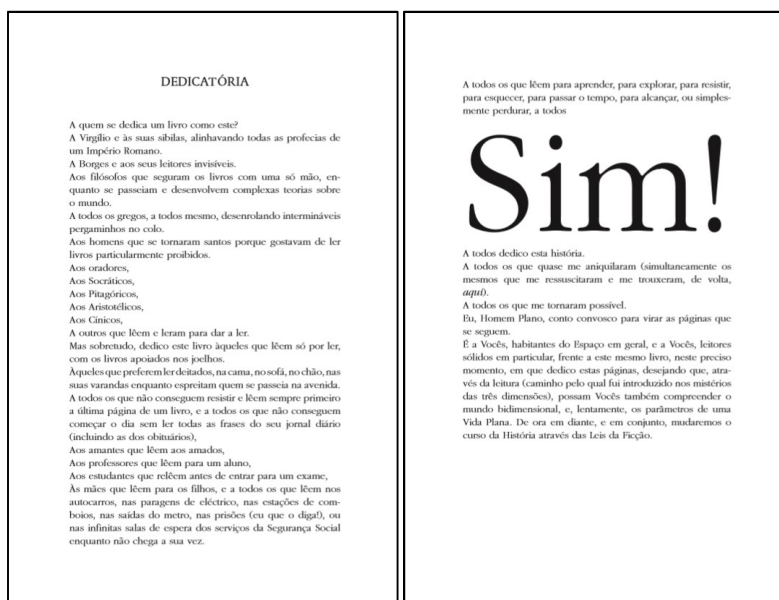 DEDICATÓRIA
A quem se dedica um livro como este?
A Virgílio e às suas sibilas, alinhavando todas as profecias de
um Império Romano.
A Borges e aos seus leitores invisíveis.
Aos filósofos que seguram os livros com uma só mão, en-
quanto se passeiam e desenvolvem complexas teorias sobre
o mundo.
A todos os gregos, a todos mesmo, desenrolando intermináveis
pergaminhos no colo.
Aos homens que se tornaram santos porque gostavam de ler
livros particularmente proibidos.
Aos oradores,
Aos Socráticos,
Aos Pitagóricos,
Aos Aristotélicos,
Aos Cínicos,
A outros que lêem e leram para dar a ler.
Mas sobretudo, dedico este livro àqueles que lêem só por ler,
com os livros apoiados nos joelhos.
Àqueles que preferem ler deitados, na cama, no sofá, no chão, nas
suas varandas enquanto espreitam quem se passeia na avenida.
A todos os que não conseguem resistir e lêem sempre primeiro
a última página de um livro, e a todos os que não conseguem
começar o dia sem ler todas as frases do seu jornal diário
(incluindo as dos obituários),
Aos amantes que lêem aos amados,
Aos professores que lêem para um aluno,
Aos estudantes que relêem antes de entrar para um exame,
Às mães que lêem para os filhos, e a todos os que lêem nos
autocarros, nas paragens de eléctrico, nas estações de com-
boios, nas saídas do metro, nas prisões (eu que o diga!), ou
nas infinitas salas de espera dos serviços da Segurança Social
enquanto não chega a sua vez.
A todos os que lêem para aprender, para explorar, para resistir,
para esquecer, para passar o tempo, para alcançar, ou simples-
mente perdurar, a todos
Sim!
A todos dedico esta história.
A todos os que quase me aniquilaram (simultaneamente os
mesmos que me ressuscitaram e me trouxeram, de volta,
aqui).
A todos os que me tornaram possível.
Eu, Homem Plano, conto convosco para virar as páginas que
se seguem.
É a Vocês, habitantes do Espaço em geral, e a Vocês, leitores
sólidos em particular, frente a este mesmo livro, neste preciso
momento, em que dedico estas páginas, desejando que, atra-
vés da leitura (caminho pelo qual fui introduzido nos mistérios
das três dimensões), possam Vocês também compreender o
mundo bidimensional, e, lentamente, os parâmetros de uma
Vida Plana. De ora em diante, e em conjunto, mudaremos o
curso da História através das Leis da Ficção.